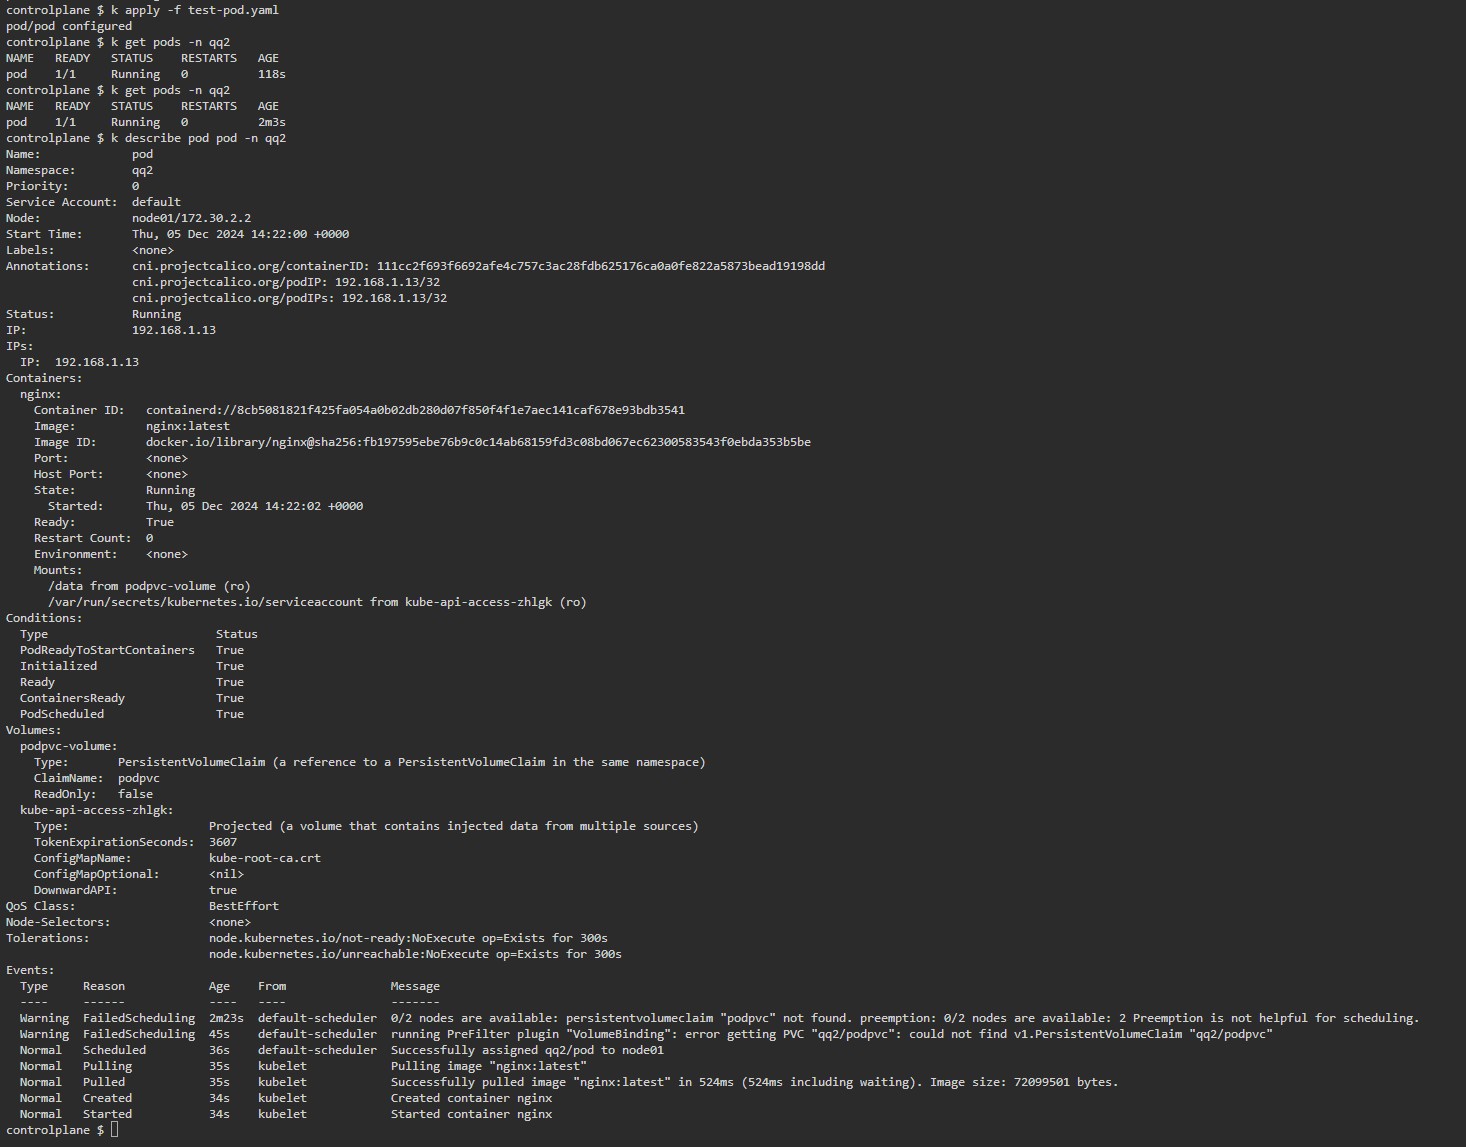 controlplane $ k apply -f test-pod.yaml
pod/pod configured
controlplane $ k get pods -n qq2
NAME   READY   STATUS    RESTARTS   AGE
pod    1/1     Running   0          118s
controlplane $ k get pods -n qq2
NAME   READY   STATUS    RESTARTS   AGE
pod    1/1     Running   0          2m3s
controlplane $ k describe pod pod -n qq2
Name:             pod
Namespace:        qq2
Priority:         0
Service Account:  default
Node:             node01/172.30.2.2
Start Time:       Thu, 05 Dec 2024 14:22:00 +0000
Labels:           <none>
Annotations:      cni.projectcalico.org/containerID: 111cc2f693f6692afe4c757c3ac28fdb625176ca0a0fe822a5873bead19198dd
                  cni.projectcalico.org/podIP: 192.168.1.13/32
                  cni.projectcalico.org/podIPs: 192.168.1.13/32
Status:           Running
IP:               192.168.1.13
IPs:
  IP:  192.168.1.13
Containers:
  nginx:
    Container ID:   containerd://8cb5081821f425fa054a0b02db280d07f850f4f1e7aec141caf678e93bdb3541
    Image:          nginx:latest
    Image ID:       docker.io/library/nginx@sha256:fb197595ebe76b9c0c14ab68159fd3c08bd067ec62300583543f0ebda353b5be
    Port:           <none>
    Host Port:      <none>
    State:          Running
      Started:      Thu, 05 Dec 2024 14:22:02 +0000
    Ready:          True
    Restart Count:  0
    Environment:    <none>
    Mounts:
      /data from podpvc-volume (ro)
      /var/run/secrets/kubernetes.io/serviceaccount from kube-api-access-zhlgk (ro)
Conditions:
  Type                        Status
  PodReadyToStartContainers   True
  Initialized                 True
  Ready                       True
  ContainersReady             True
  PodScheduled                True
Volumes:
  podpvc-volume:
    Type:       PersistentVolumeClaim (a reference to a PersistentVolumeClaim in the same namespace)
    ClaimName:  podpvc
    ReadOnly:   false
  kube-api-access-zhlgk:
    Type:                    Projected (a volume that contains injected data from multiple sources)
    TokenExpirationSeconds:  3607
    ConfigMapName:           kube-root-ca.crt
    ConfigMapOptional:       <nil>
    DownwardAPI:             true
QoS Class:                   BestEffort
Node-Selectors:              <none>
Tolerations:                 node.kubernetes.io/not-ready:NoExecute op=Exists for 300s
                             node.kubernetes.io/unreachable:NoExecute op=Exists for 300s
Events:
  Type     Reason            Age    From               Message
  ----     ------            ----   ----               -------
  Warning  FailedScheduling  2m23s  default-scheduler  0/2 nodes are available: persistentvolumeclaim "podpvc" not found. preemption: 0/2 nodes are available: 2 Preemption is not helpful for scheduling.
  Warning  FailedScheduling  45s    default-scheduler  running PreFilter plugin "VolumeBinding": error getting PVC "qq2/podpvc": could not find v1.PersistentVolumeClaim "qq2/podpvc"
  Normal   Scheduled         36s    default-scheduler  Successfully assigned qq2/pod to node01
  Normal   Pulling           35s    kubelet            Pulling image "nginx:latest"
  Normal   Pulled            35s    kubelet            Successfully pulled image "nginx:latest" in 524ms (524ms including waiting). Image size: 72099501 bytes.
  Normal   Created           34s    kubelet            Created container nginx
  Normal   Started           34s    kubelet            Started container nginx
controlplane $